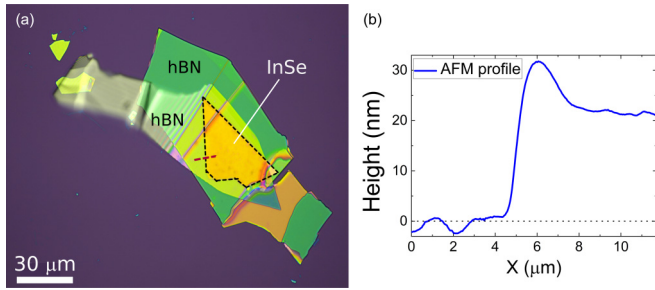 (a)
hBN
InSe
hBN
30 μm
(b)
AFM profile
Height (nm)
30
20
10
0
0 2 4 6 8 10
X (μm)